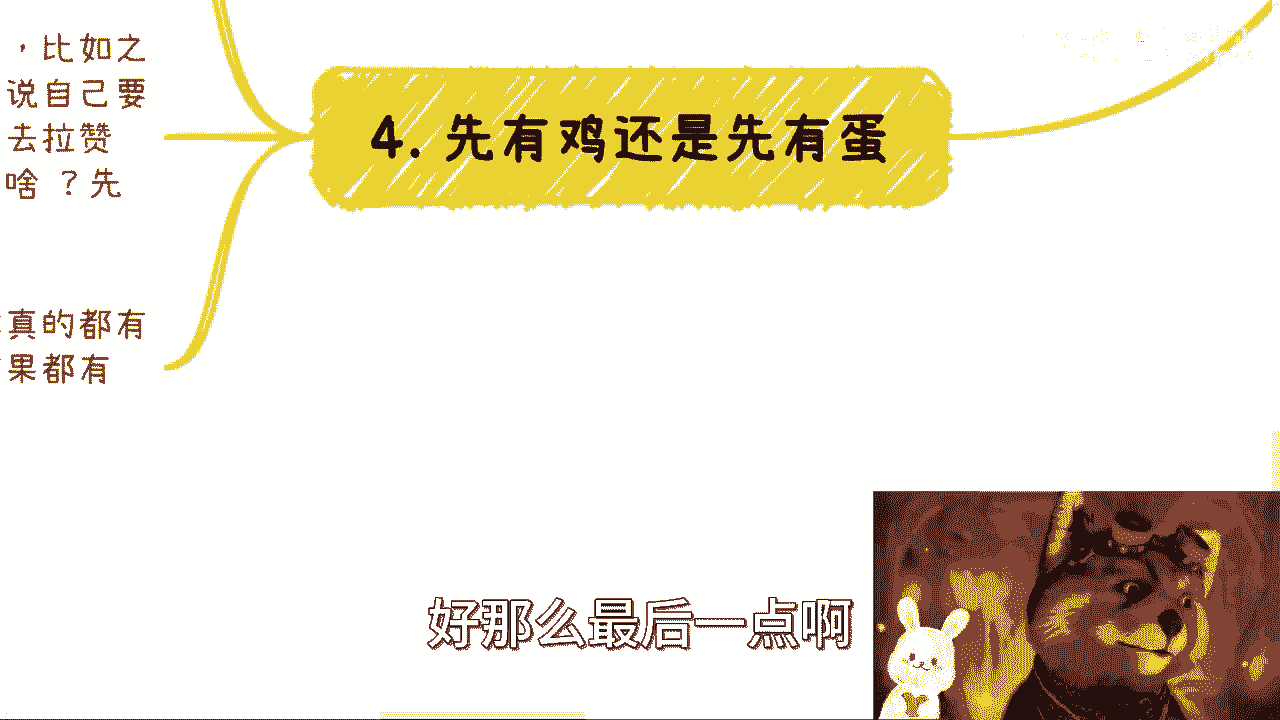 ，比如之
说自己要
去拉赞
啥 ？先
真的都有
果都有
4. 先有鸡还是先有蛋
好那么最后一点啊